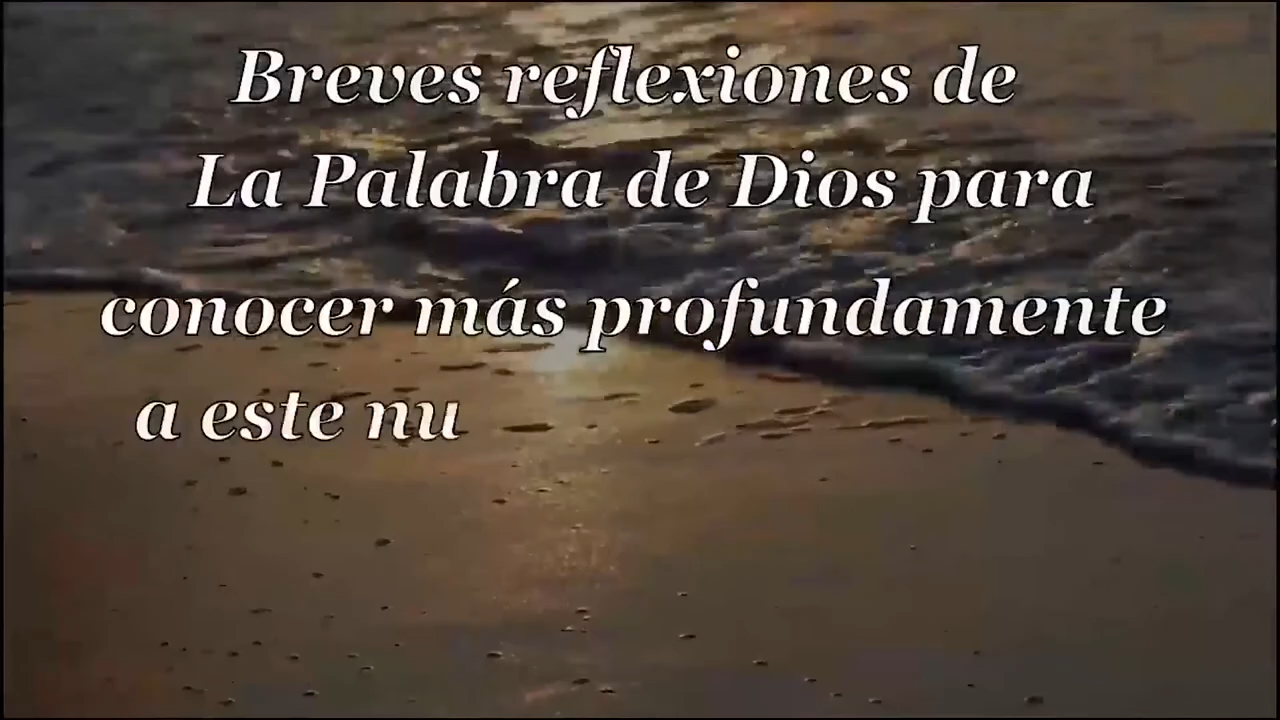 Breves reflexiones de
La Palabra de Dios para
conocer más profundamente
a este nu